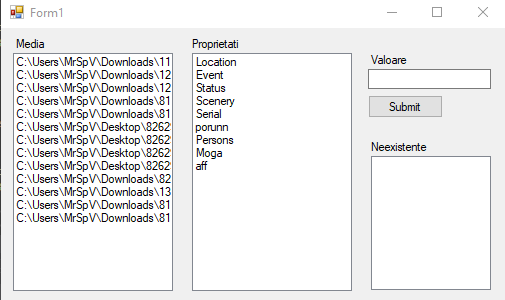 Form1
Media
C:\Users\MrSpV\Downloads\11
C:\Users\MrSpV\Downloads\12
C:\Users\MrSpV\Downloads\12
C:\Users\MrSpV\Downloads\81
C:\Users\MrSpV\Downloads\81
C:\Users\MrSpV\Desktop\8262
C:\Users\MrSpV\Desktop\8262
C:\Users\MrSpV\Desktop\8262
C:\Users\MrSpV\Desktop\8262
C:\Users\MrSpV\Downloads\82
C:\Users\MrSpV\Downloads\13
C:\Users\MrSpV\Downloads\81
C:\Users\MrSpV\Downloads\81
Proprietati
Location
Event
Status
Scenery
Serial
porunn
Persons
Moga
aff
Valoare
Submit
Neexistente